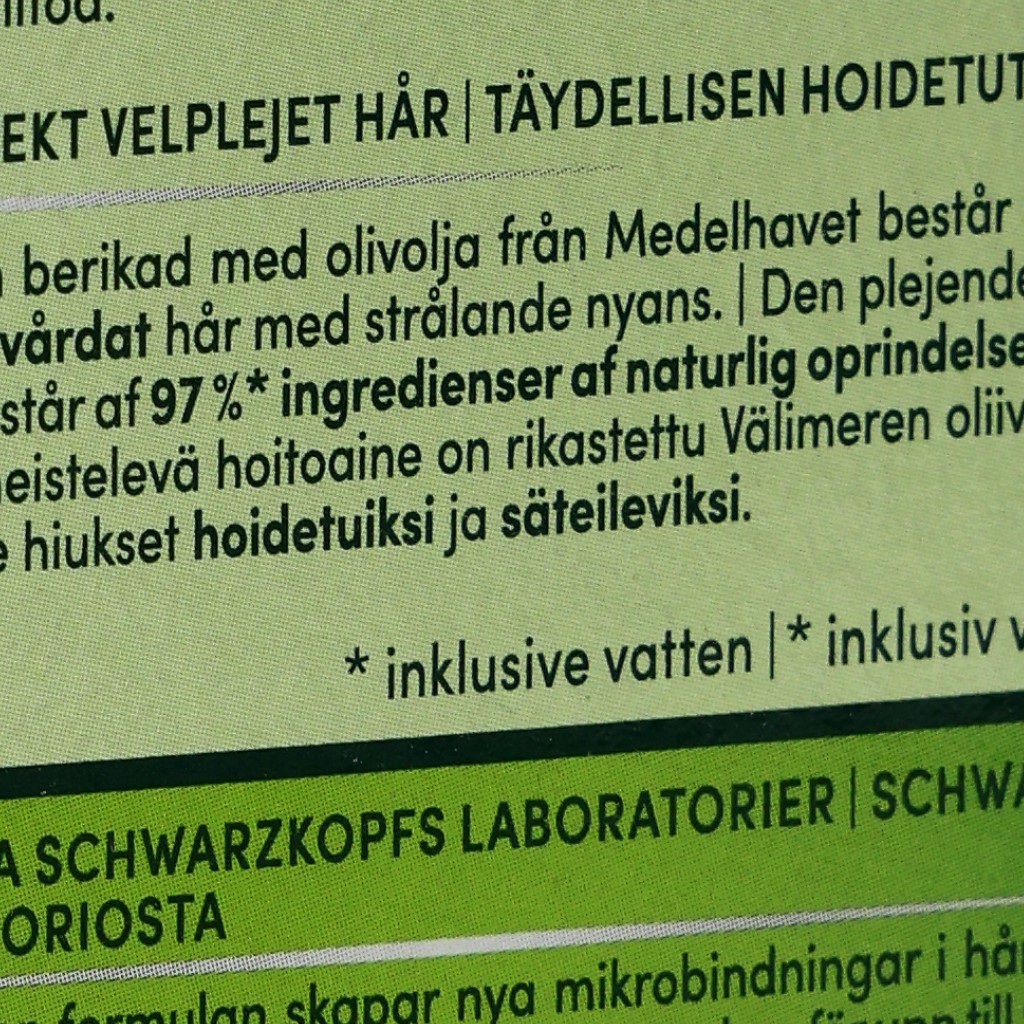 EKT VELPLEJET HÅR | TÄYDELLISEN HOIDETUT
berikad med olivolja från Medelhavet består
vårdat hår med strålande nyans. | Den plejende
står af 97 %* ingredienser af naturlig oprindelse
eistelevä hoitoaine on rikastettu Välimeren oliiv
hiukset hoidetuiksi ja säteileviksi.
* inklusive vatten | * inklusiv v
A SCHWARZKOPFS LABORATORIER | SCHWA
ORIOSTA
formulan skapar nya mikrobindningar i hår
till